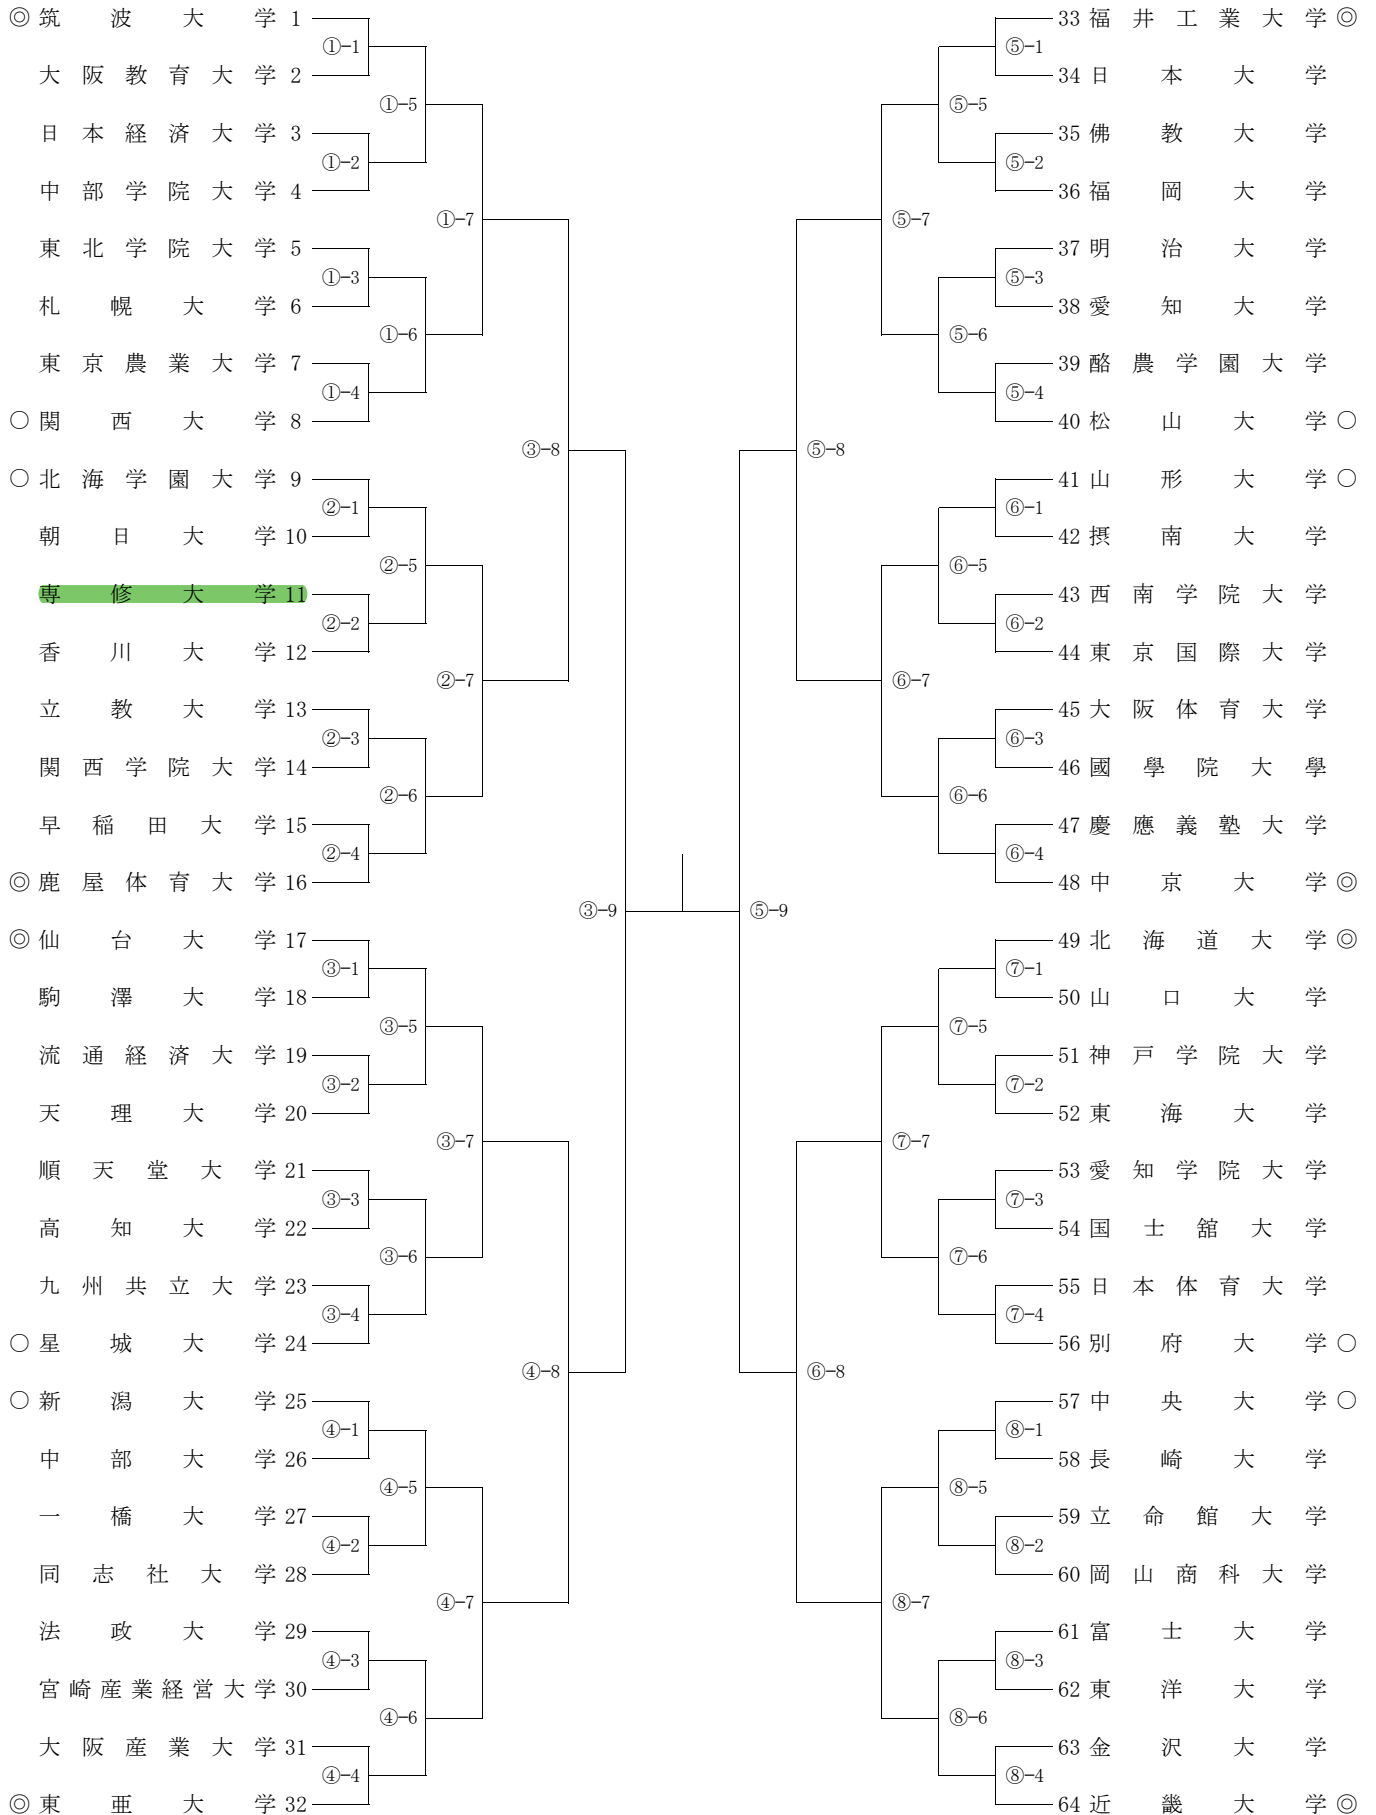 ◎ 筑波大学 1
①-1
大阪教育大学 2
①-5
日本経済大学 3
①-2
中部学院大学 4
①-7
東北学院大学 5
①-3
札幌大学 6
①-6
東京農業大学 7
①-4
○ 関西大学 8
③-8
○ 北海学園大学 9
②-1
朝日大学 10
②-5
専修大学 11
②-2
香川大学 12
②-7
立教大学 13
②-3
関西学院大学 14
②-6
早稲田大学 15
②-4
◎ 鹿屋体育大学 16
③-9
◎ 仙台大学 17
③-1
駒澤大学 18
③-5
流通経済大学 19
③-2
天理大学 20
③-7
順天堂大学 21
③-3
高知大学 22
③-6
九州共立大学 23
③-4
○ 星城大学 24
④-8
○ 新潟大学 25
④-1
中部大学 26
④-5
一橋大学 27
④-2
同志社大学 28
④-7
法政大学 29
④-3
宮崎産業経営大学 30
④-6
大阪産業大学 31
④-4
◎ 東亜大学 32
33 福井工業大学 ◎
⑤-1
34 日本大学
⑤-5
35 佛教大学
⑤-2
36 福岡大学
⑤-7
37 明治大学
⑤-3
38 愛知大学
⑤-6
39 酪農学園大学
⑤-4
40 松山大学 ○
⑤-8
41 山形大学 ○
⑥-1
42 摂南大学
⑥-5
43 西南学院大学
⑥-2
44 東京国際大学
⑥-7
45 大阪体育大学
⑥-3
46 國學院大學
⑥-6
47 慶應義塾大学
⑥-4
48 中京大学 ◎
⑤-9
49 北海道大学 ◎
⑦-1
50 山口大学
⑦-5
51 神戸学院大学
⑦-2
52 東海大学
⑦-7
53 愛知学院大学
⑦-3
54 国士舘大学
⑦-6
55 日本体育大学
⑦-4
56 別府大学 ○
⑥-8
57 中央大学 ○
⑧-1
58 長崎大学
⑧-5
59 立命館大学
⑧-2
60 岡山商科大学
⑧-7
61 富士大学
⑧-3
62 東洋大学
⑧-6
63 金沢大学
⑧-4
64 近畿大学 ◎